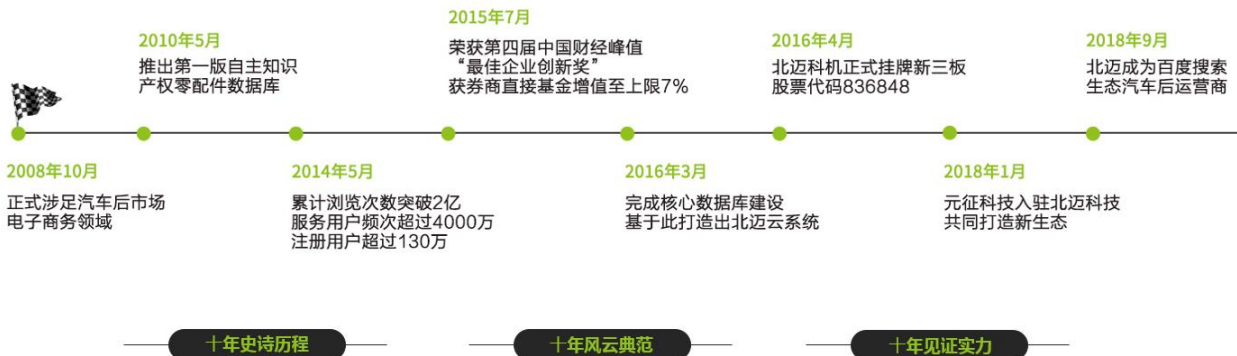 2008年10月
正式涉足汽车后市场
电子商务领域
2010年5月
推出第一版自主知识
产权零配件数据库
2014年5月
累计浏览次数突破2亿
服务用户频次超过4000万
注册用户超过130万
2015年7月
荣获第四届中国财经峰值
“最佳企业创新奖”
获券商直接基金增值至上限7%
2016年3月
完成核心数据库建设
基于此打造出北迈云系统
2016年4月
北迈科机正式挂牌新三板
股票代码836848
2018年1月
元征科技入驻北迈科技
共同打造新生态
2018年9月
北迈成为百度搜索
生态汽车后运营商
十年史诗历程
十年风云典范
十年见证实力